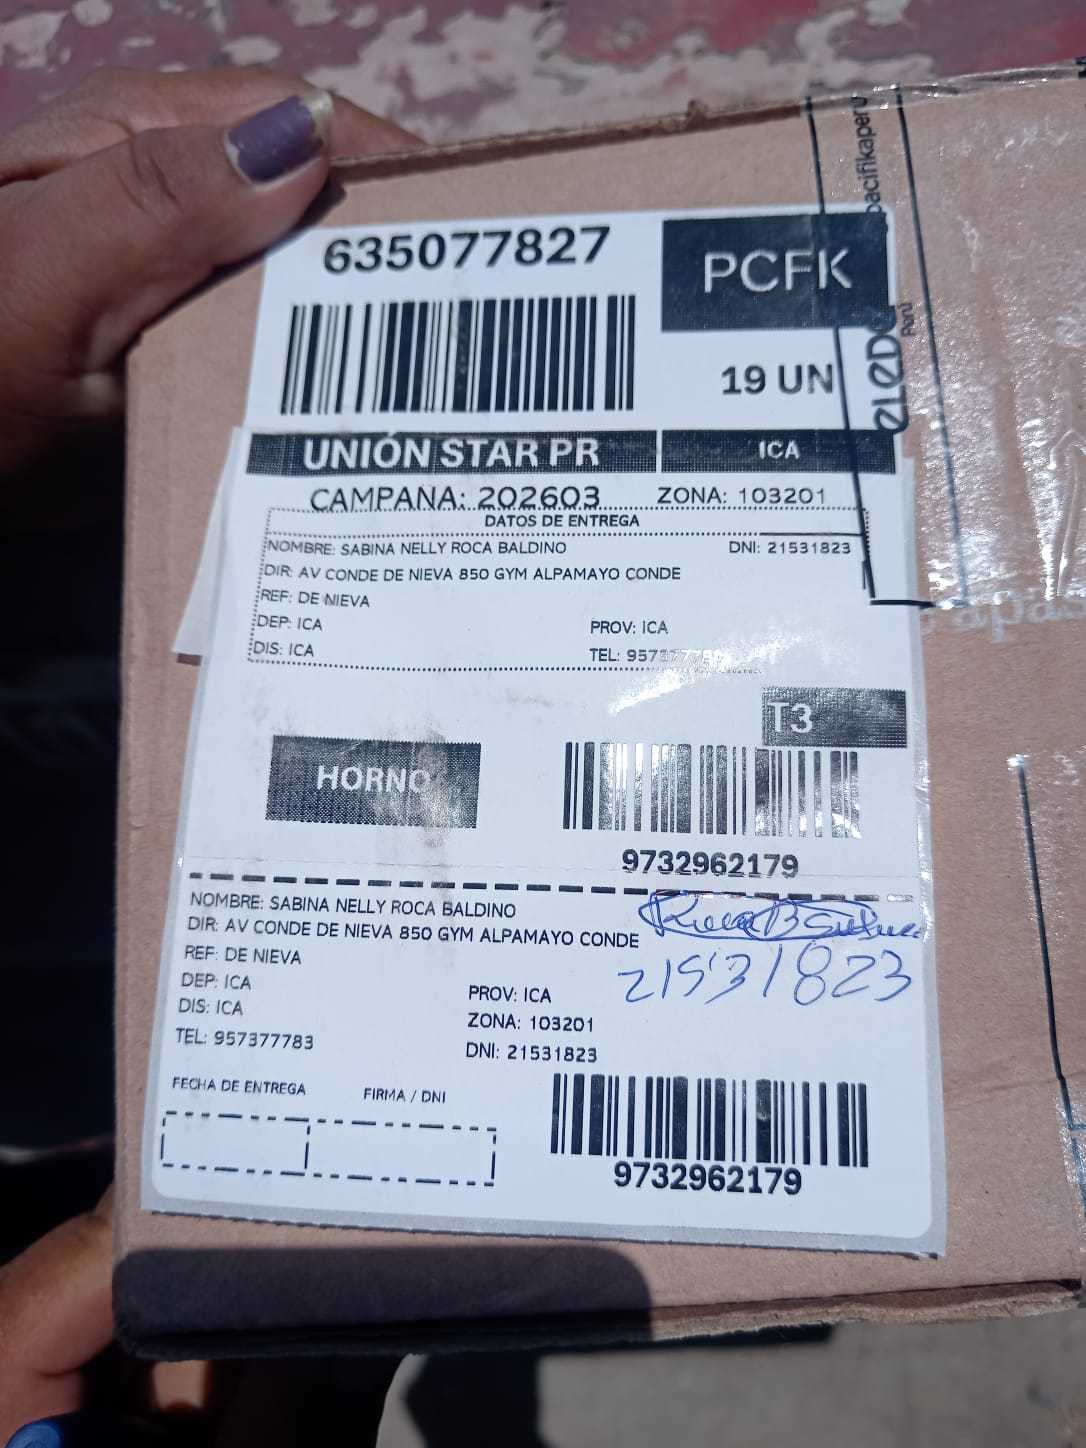 635077827
PCFK
19 UN
pacifikaperu
Perú
UNIÓN STAR PR
ICA
CAMPAÑA: 202603
ZONA: 103201
DATOS DE ENTREGA
NOMBRE: SABINA NELLY ROCA BALDINO
DNI: 21531823
DIR: AV CONDE DE NIEVA 850 GYM ALPAMAYO CONDE
REF: DE NIEVA
DEP: ICA
PROV: ICA
DIS: ICA
TEL:
T3
HORNO
9732962179
NOMBRE: SABINA NELLY ROCA BALDINO
DIR: AV CONDE DE NIEVA 850 GYM ALPAMAYO CONDE
REF: DE NIEVA
21531823
DEP: ICA
PROV: ICA
DIS: ICA
ZONA: 103201
TEL: 957377783
DNI: 21531823
FECHA DE ENTREGA
FIRMA / DNI
9732962179